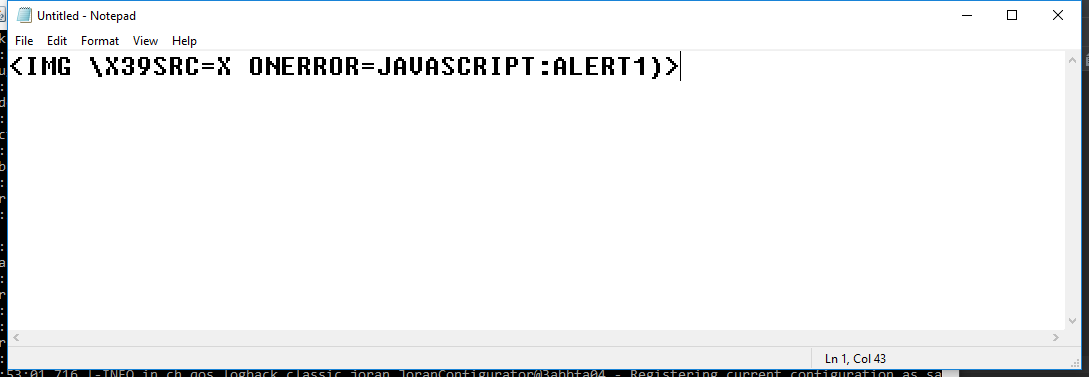 Untitled - Notepad
File Edit Format View Help
<IMG \X39SRC=X ONERROR=JAVASCRIPT:ALERT1)>
Ln 1, Col 43
:53:01,716 |-INFO in ch.qos.logback.classic.joran.JoranConfigurator@3abbfa04 - Registering current configuration as sa